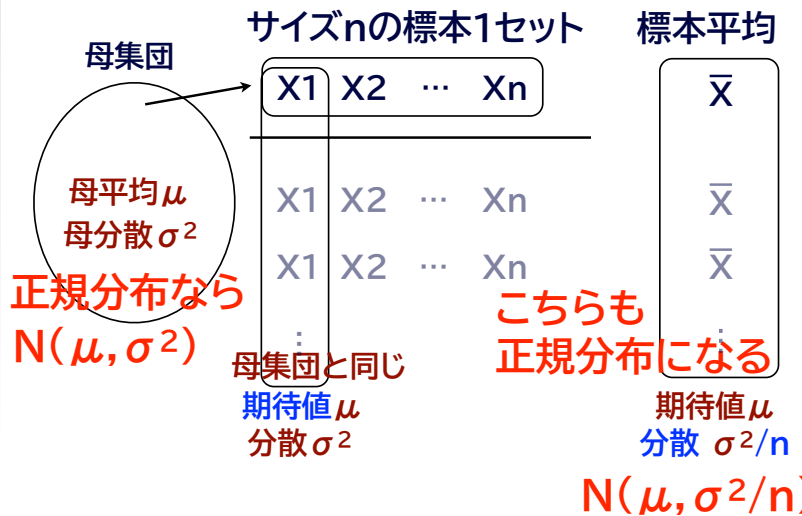 サイズnの標本1セット
標本平均
母集団
X1 X2 … Xn
X̅
母平均μ
母分散σ²
X1 X2 … Xn
X̅
X1 X2 … Xn
X̅
正規分布なら
N(μ,σ²)
⋮
こちらも
正規分布になる
⋮
母集団と同じ
期待値μ
分散σ²
期待値μ
分散 σ²/n
N(μ,σ²/n)